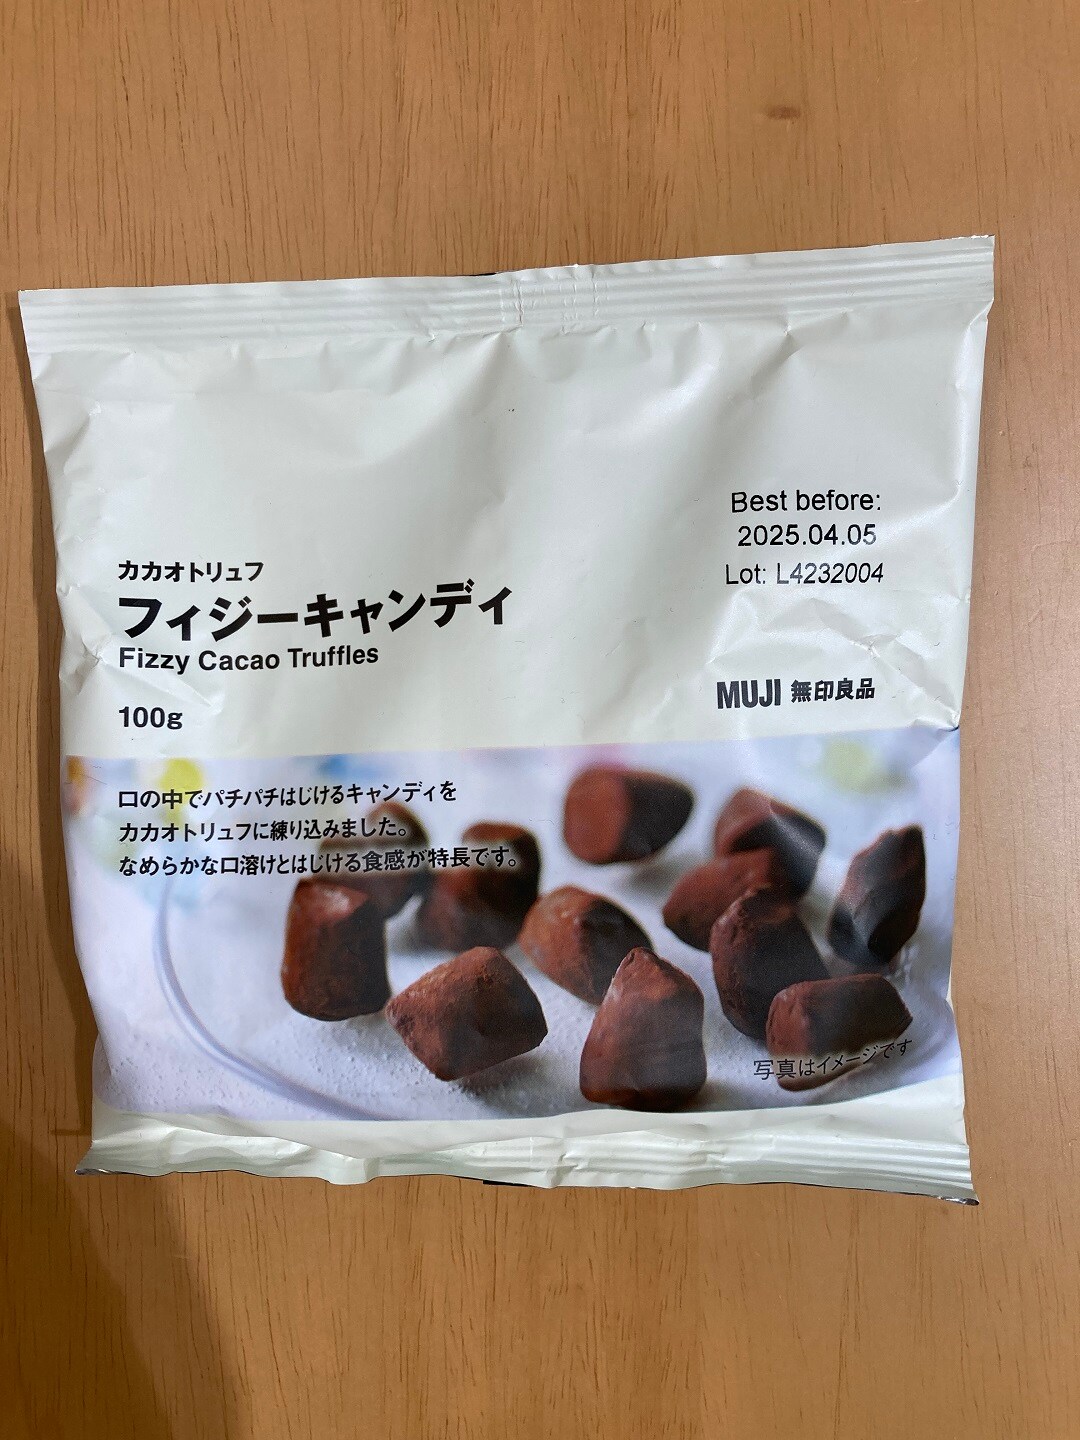 カカオトリュフ
フィジーキャンディ
Fizzy Cacao Truffles
100g
Best before:
2025.04.05
Lot: L4232004
MUJI 無印良品
口の中でパチパチはじけるキャンディを
カカオトリュフに練り込みました。
なめらかな口溶けとはじける食感が特長です。
写真はイメージです